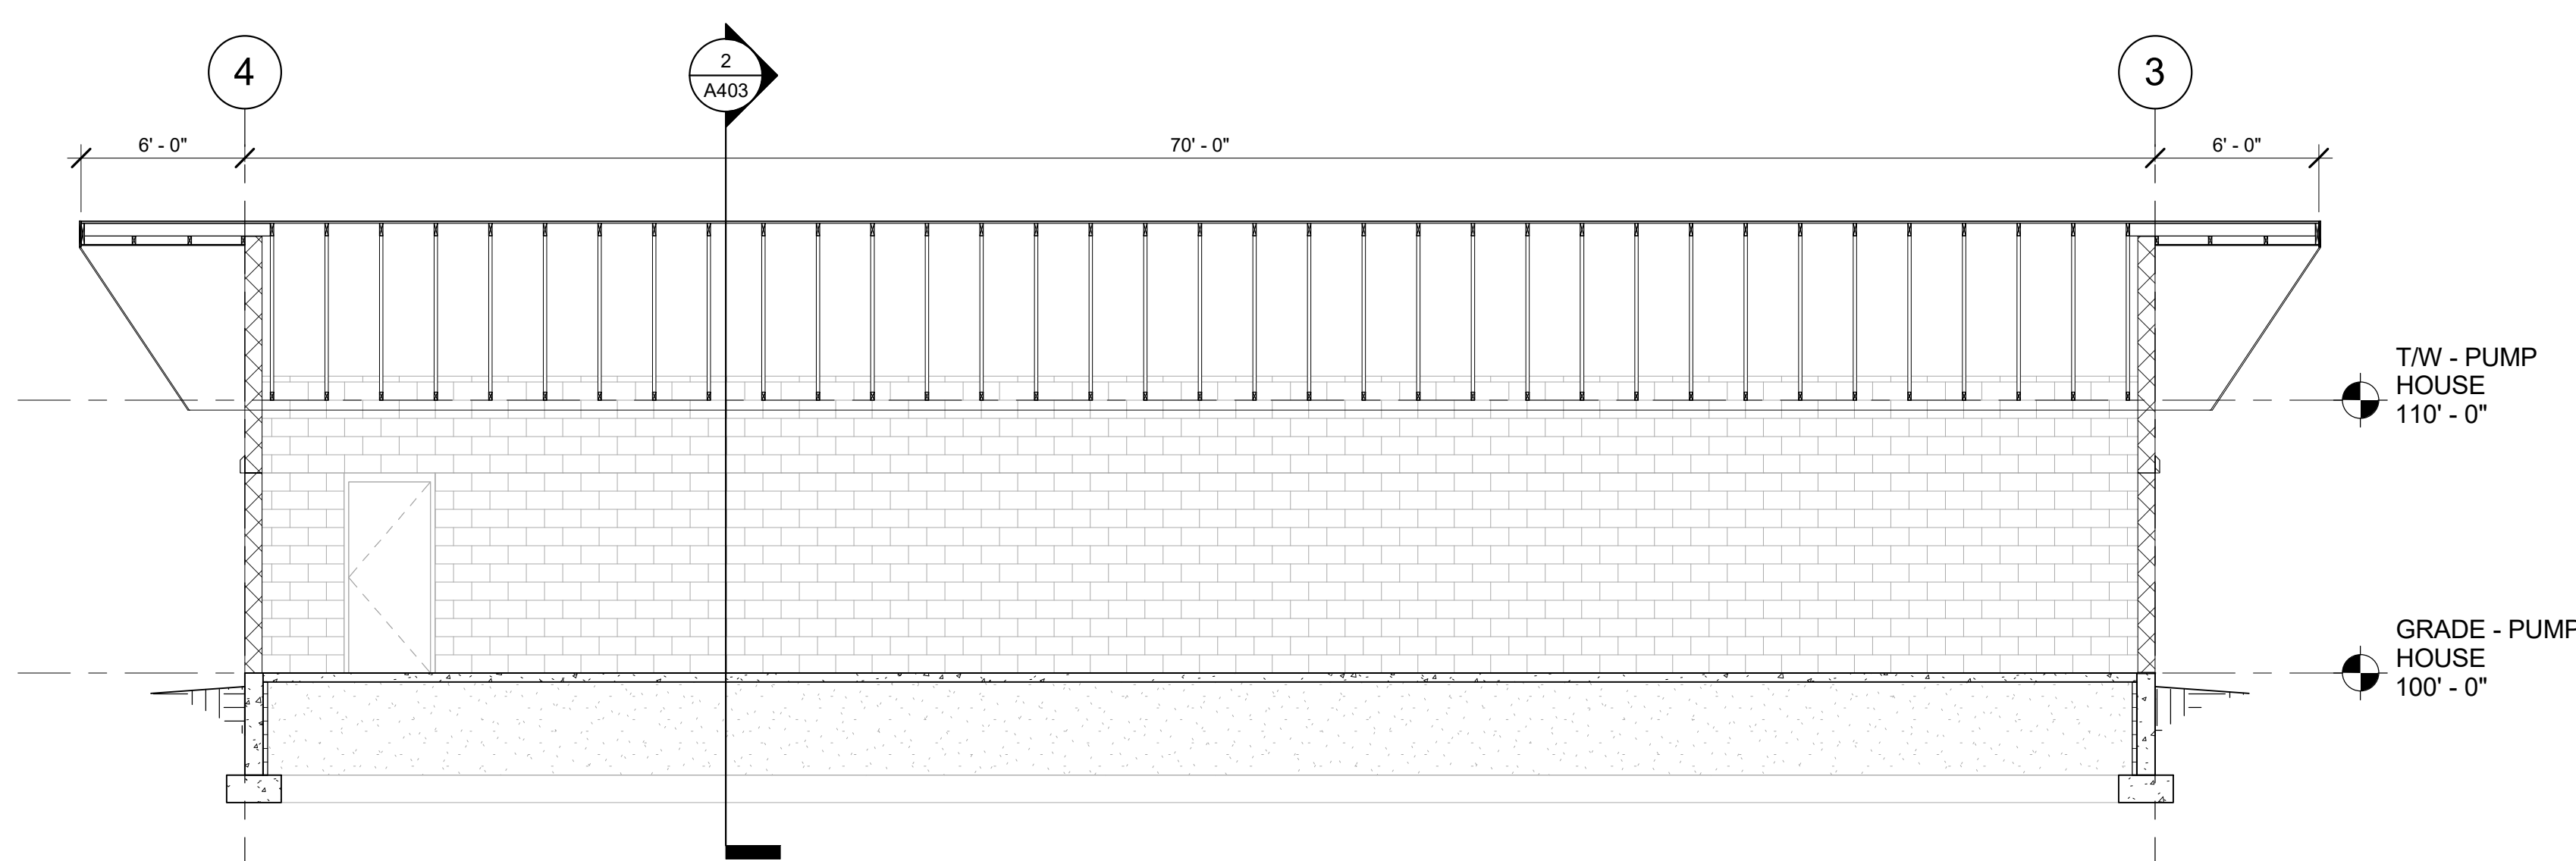 4
2
A403
3
6' - 0"
70' - 0"
6' - 0"
T/W - PUMP
HOUSE
110' - 0"
GRADE - PUMP
HOUSE
100' - 0"